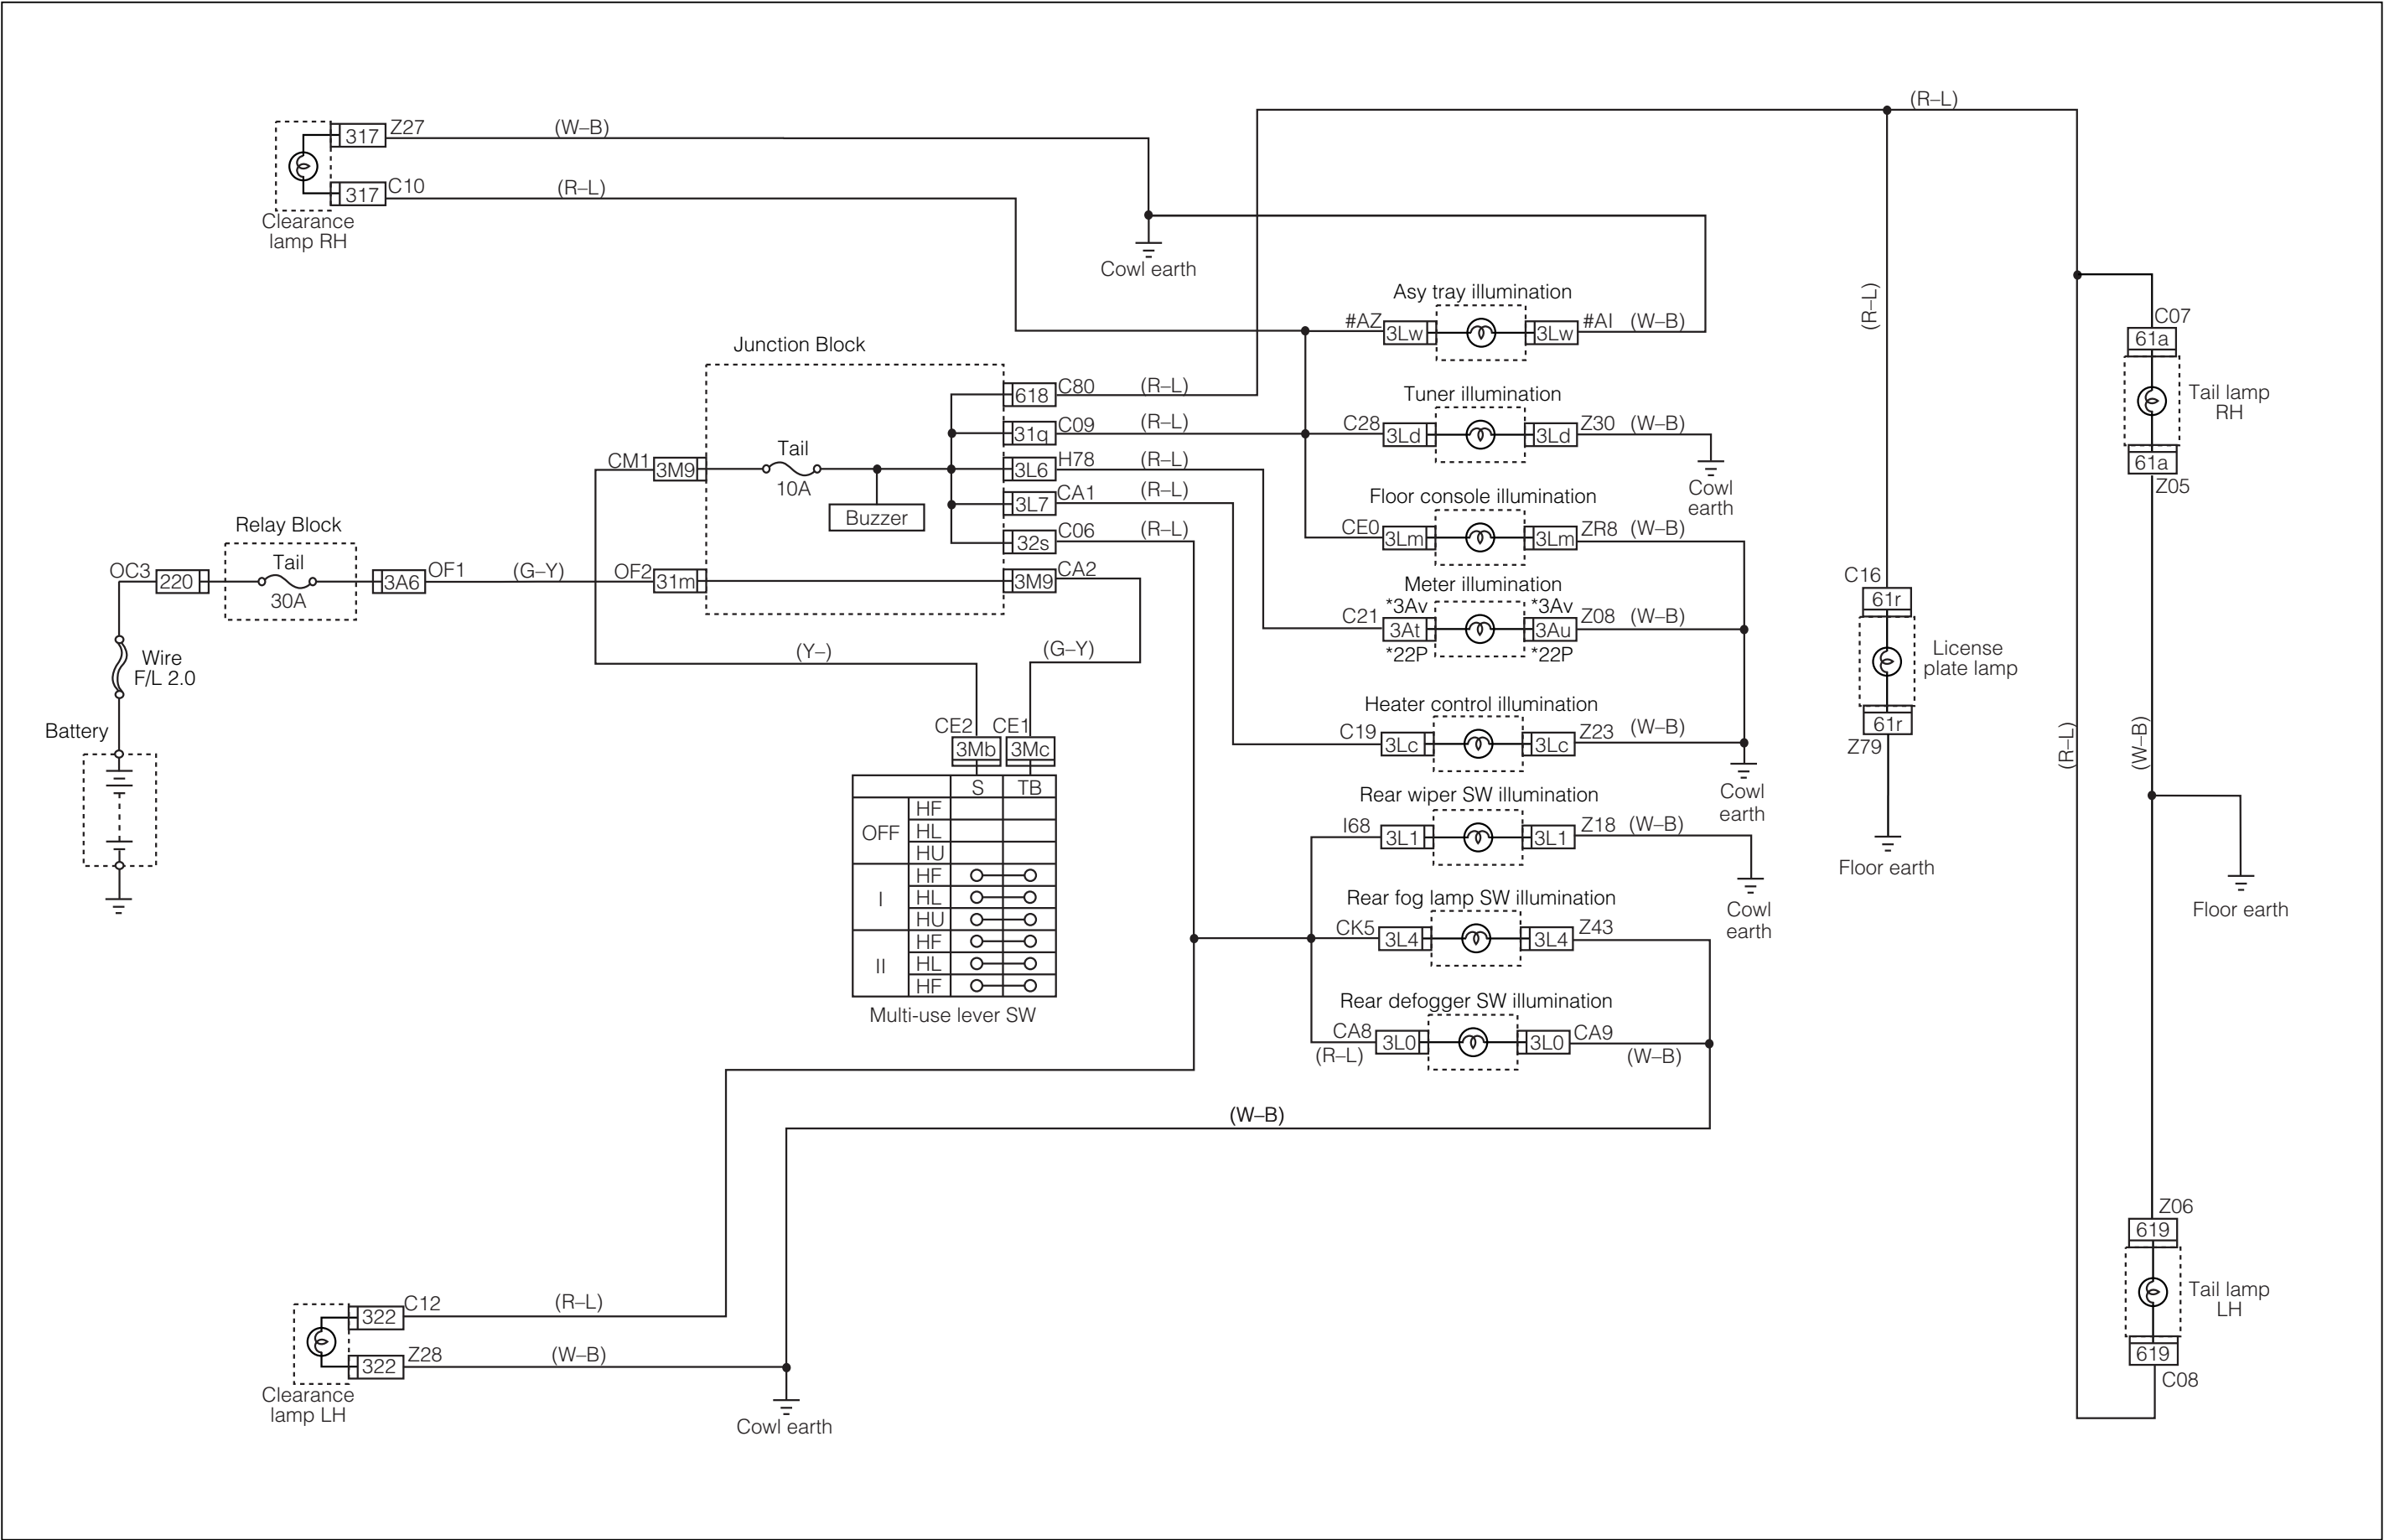 (R–L)
317 Z27 (W–B)
317 C10 (R–L)
Clearance
lamp RH
Cowl earth
Asy tray illumination
#AZ 3Lw 3Lw #AI (W–B)
(R–L)
C07
61a
Tail lamp
RH
61a
Z05
Junction Block
618 C80 (R–L)
31q C09 (R–L)
3L6 H78 (R–L)
3L7 CA1 (R–L)
32s C06 (R–L)
3M9 CA2
CM1 3M9
Tail
10A
Buzzer
OF2 31m
Tuner illumination
C28 3Ld 3Ld Z30 (W–B)
Cowl
earth
Floor console illumination
CE0 3Lm 3Lm ZR8 (W–B)
Meter illumination
*3Av *3Av
C21 3At 3Au Z08 (W–B)
*22P *22P
Relay Block
Tail
30A
OC3 220 3A6 OF1 (G–Y)
Wire
F/L 2.0
Battery
(Y–)
(G–Y)
C16
61r
License
plate lamp
61r
Z79
Floor earth
Heater control illumination
C19 3Lc 3Lc Z23 (W–B)
Cowl
earth
(R–L)
(W–B)
CE2 CE1
3Mb 3Mc
S TB
OFF
HF
HL
HU
I
HF
HL
HU
II
HF
HL
HF
Multi-use lever SW
Rear wiper SW illumination
I68 3L1 3L1 Z18 (W–B)
Cowl
earth
Floor earth
Rear fog lamp SW illumination
CK5 3L4 3L4 Z43
Rear defogger SW illumination
CA8 3L0 3L0 CA9
(R–L) (W–B)
(W–B)
Z06
619
Tail lamp
LH
619
C08
322 C12 (R–L)
322 Z28 (W–B)
Clearance
lamp LH
Cowl earth